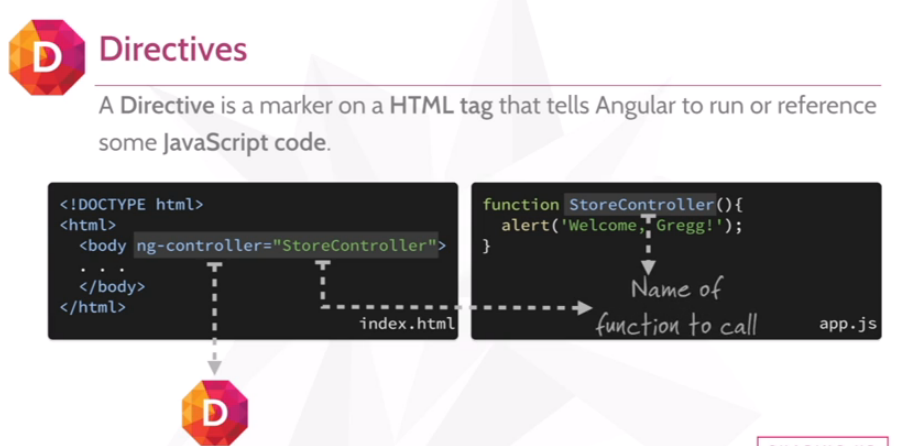 D
Directives
A Directive is a marker on a HTML tag that tells Angular to run or reference
some JavaScript code.
<!DOCTYPE html>
<html>
<body ng-controller="StoreController">
. . .
</body>
</html>
index.html
function StoreController(){
alert('Welcome, Gregg!');
}
Name of
function to call
app.js
D